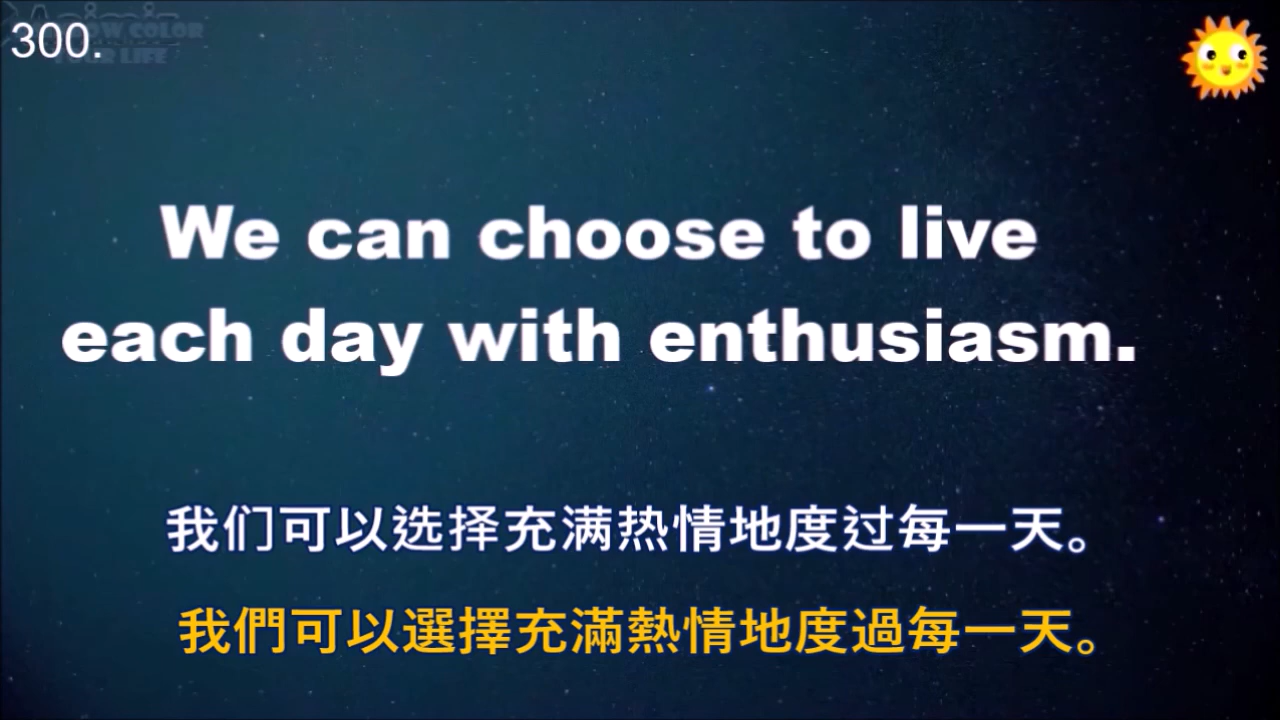 300.
COLOR
LIFE
We can choose to live
each day with enthusiasm.
我们可以选择充满热情地度过每一天。
我們可以選擇充滿熱情地度過每一天。